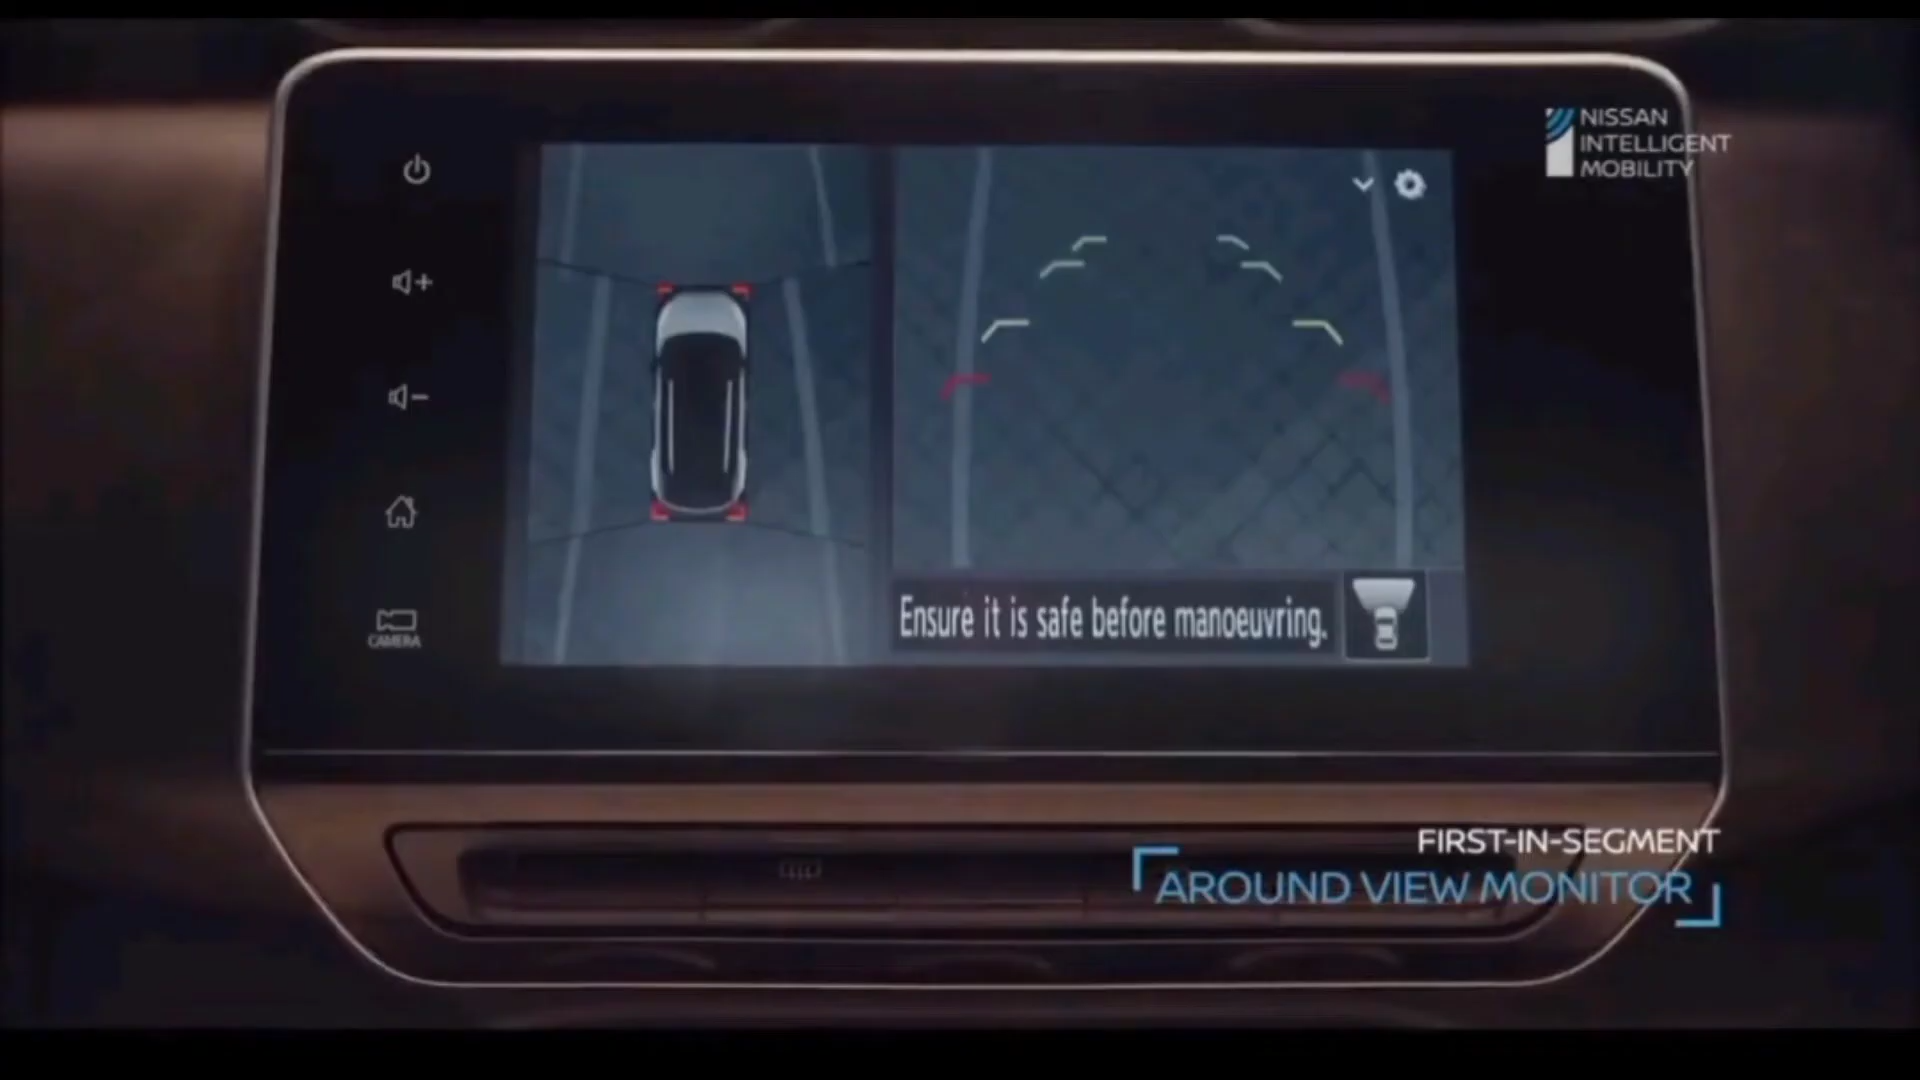 NISSAN
INTELLIGENT
MOBILITY
CAMERA
Ensure it is safe before manoeuvring.
FIRST-IN-SEGMENT
AROUND VIEW MONITOR